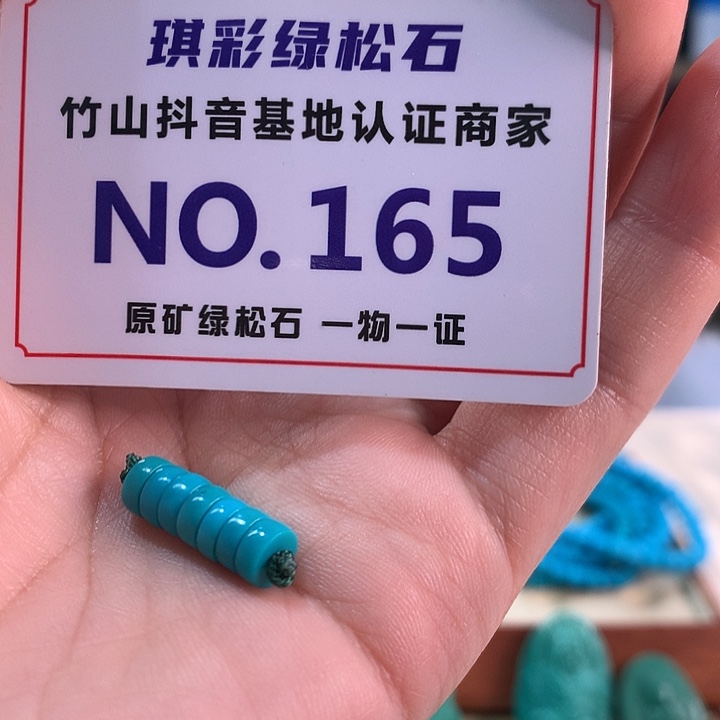 琪彩绿松石
竹山抖音基地认证商家
NO.165
原矿绿松石 一物一证